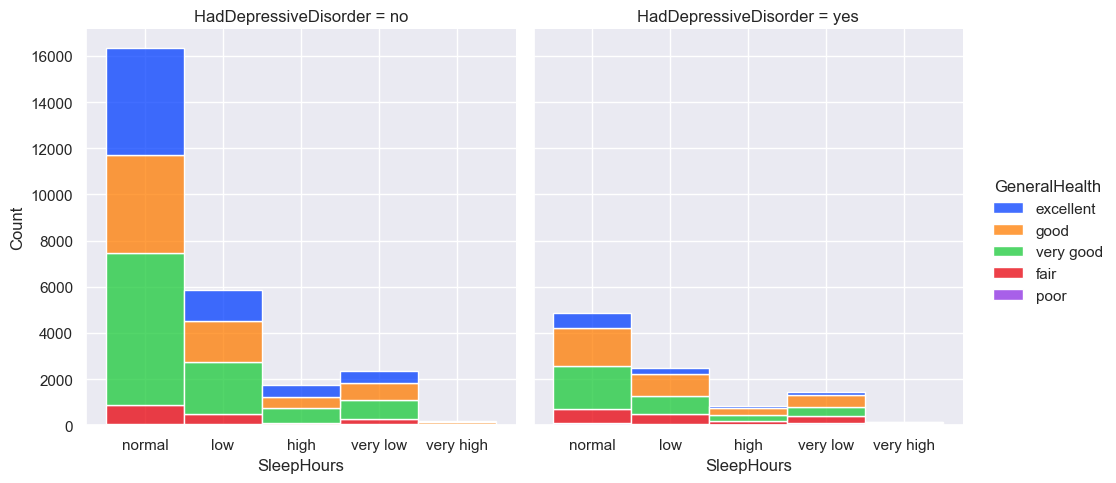 HadDepressiveDisorder = no
HadDepressiveDisorder = yes
16000
14000
12000
10000
8000
6000
4000
2000
0
Count
normal low high very low very high
SleepHours
normal low high very low very high
SleepHours
GeneralHealth
excellent
good
very good
fair
poor